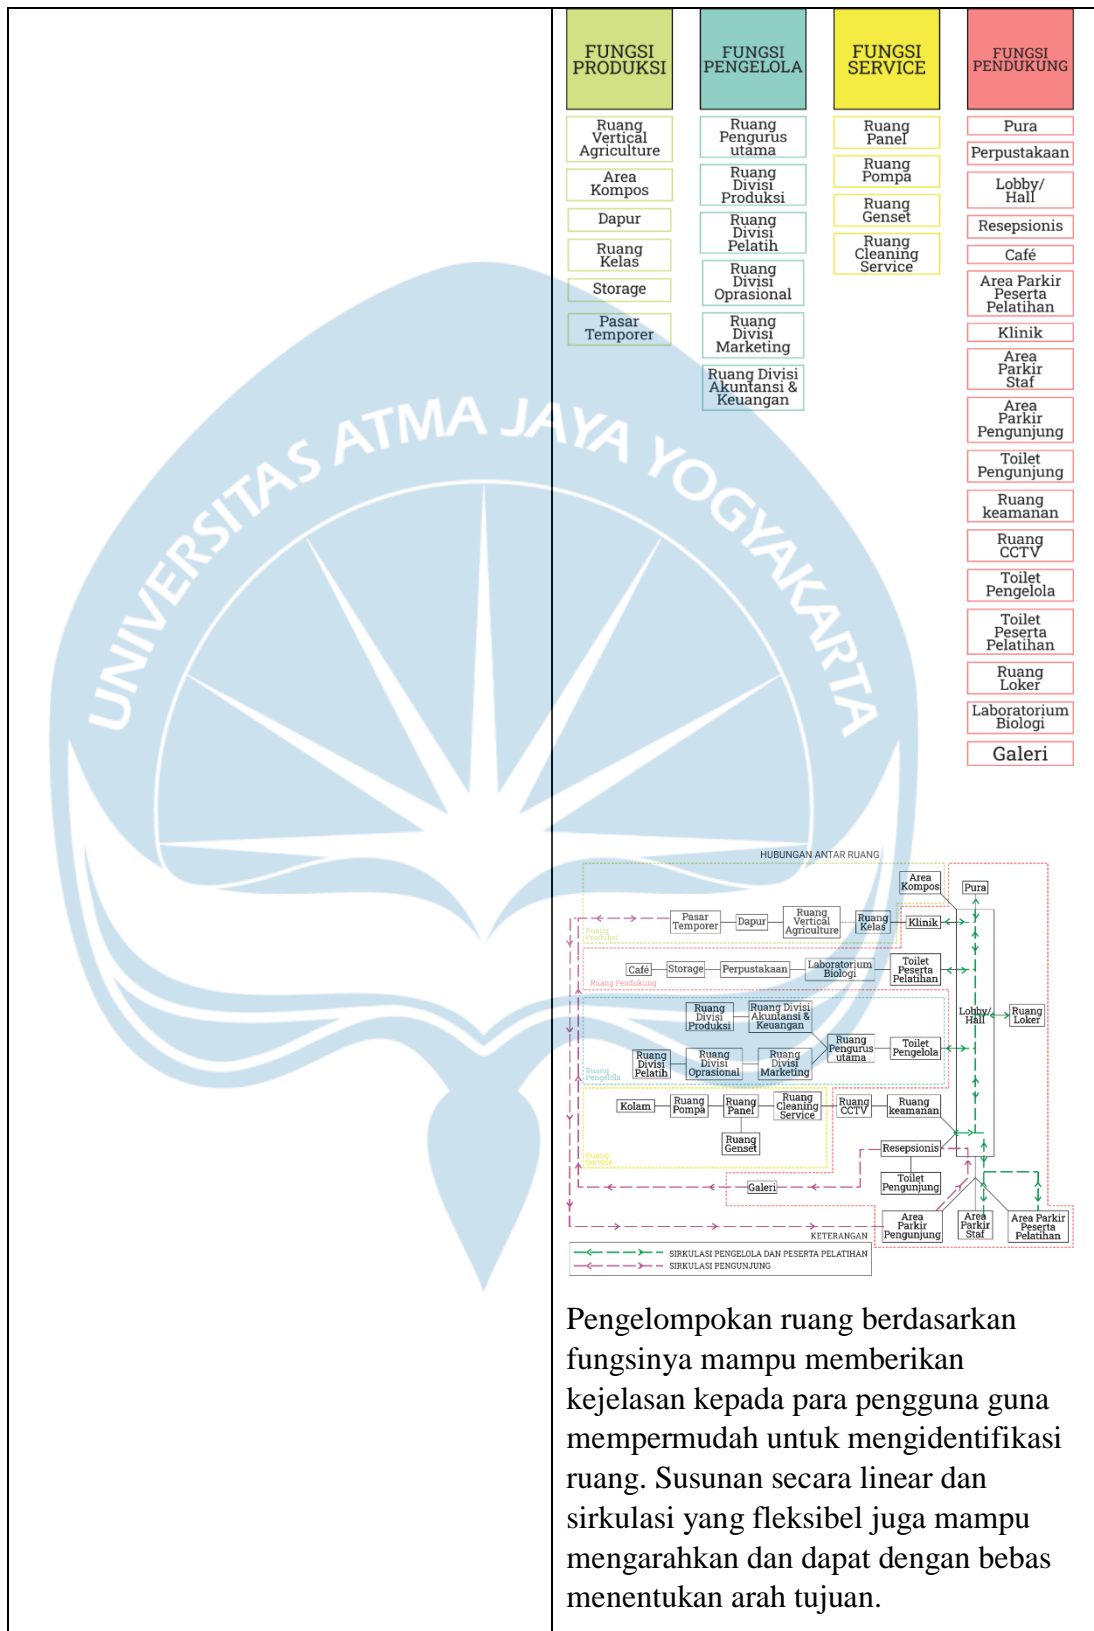 FUNGSI
PRODUKSI
Ruang
Vertical
Agriculture
Area
Kompos
Dapur
Ruang
Kelas
Storage
Pasar
Temporer
FUNGSI
PENGELOLA
Ruang
Pengurus
utama
Ruang
Divisi
Produksi
Ruang
Divisi
Pelatih
Ruang
Divisi
Oprasional
Ruang
Divisi
Marketing
Ruang Divisi
Akuntansi &
Keuangan
FUNGSI
SERVICE
Ruang
Panel
Ruang
Pompa
Ruang
Genset
Ruang
Cleaning
Service
FUNGSI
PENDUKUNG
Pura
Perpustakaan
Lobby/
Hall
Resepsionis
Café
Area Parkir
Peserta
Pelatihan
Klinik
Area
Parkir
Staf
Area
Parkir
Pengunjung
Toilet
Pengunjung
Ruang
keamanan
Ruang
CCTV
Toilet
Pengelola
Toilet
Peserta
Pelatihan
Ruang
Loker
Laboratorium
Biologi
Galeri
UNIVERSITAS ATMA JAYA YOGYAKARTA
HUBUNGAN ANTAR RUANG
Area
Kompos
Pura
Pasar
Temporer
Dapur
Ruang
Vertical
Agriculture
Ruang
Kelas
Klinik
Ruang
Produksi
Café
Storage
Perpustakaan
Laboratorium
Biologi
Toilet
Peserta
Pelatihan
Ruang Pendukung
Lobby/
Hall
Ruang
Loker
Ruang
Divisi
Produksi
Ruang Divisi
Akuntansi &
Keuangan
Ruang
Pengurus
utama
Toilet
Pengelola
Ruang
Divisi
Pelatih
Ruang
Divisi
Oprasional
Ruang
Divisi
Marketing
Ruang
Pengelola
Kolam
Ruang
Pompa
Ruang
Panel
Ruang
Cleaning
Service
Ruang
CCTV
Ruang
keamanan
Ruang
Genset
Ruang
Service
Resepsionis
Toilet
Pengunjung
Galeri
Area
Parkir
Pengunjung
Area
Parkir
Staf
Area Parkir
Peserta
Pelatihan
KETERANGAN
SIRKULASI PENGELOLA DAN PESERTA PELATIHAN
SIRKULASI PENGUNJUNG
Pengelompokan ruang berdasarkan
fungsinya mampu memberikan
kejelasan kepada para pengguna guna
mempermudah untuk mengidentifikasi
ruang. Susunan secara linear dan
sirkulasi yang fleksibel juga mampu
mengarahkan dan dapat dengan bebas
menentukan arah tujuan.